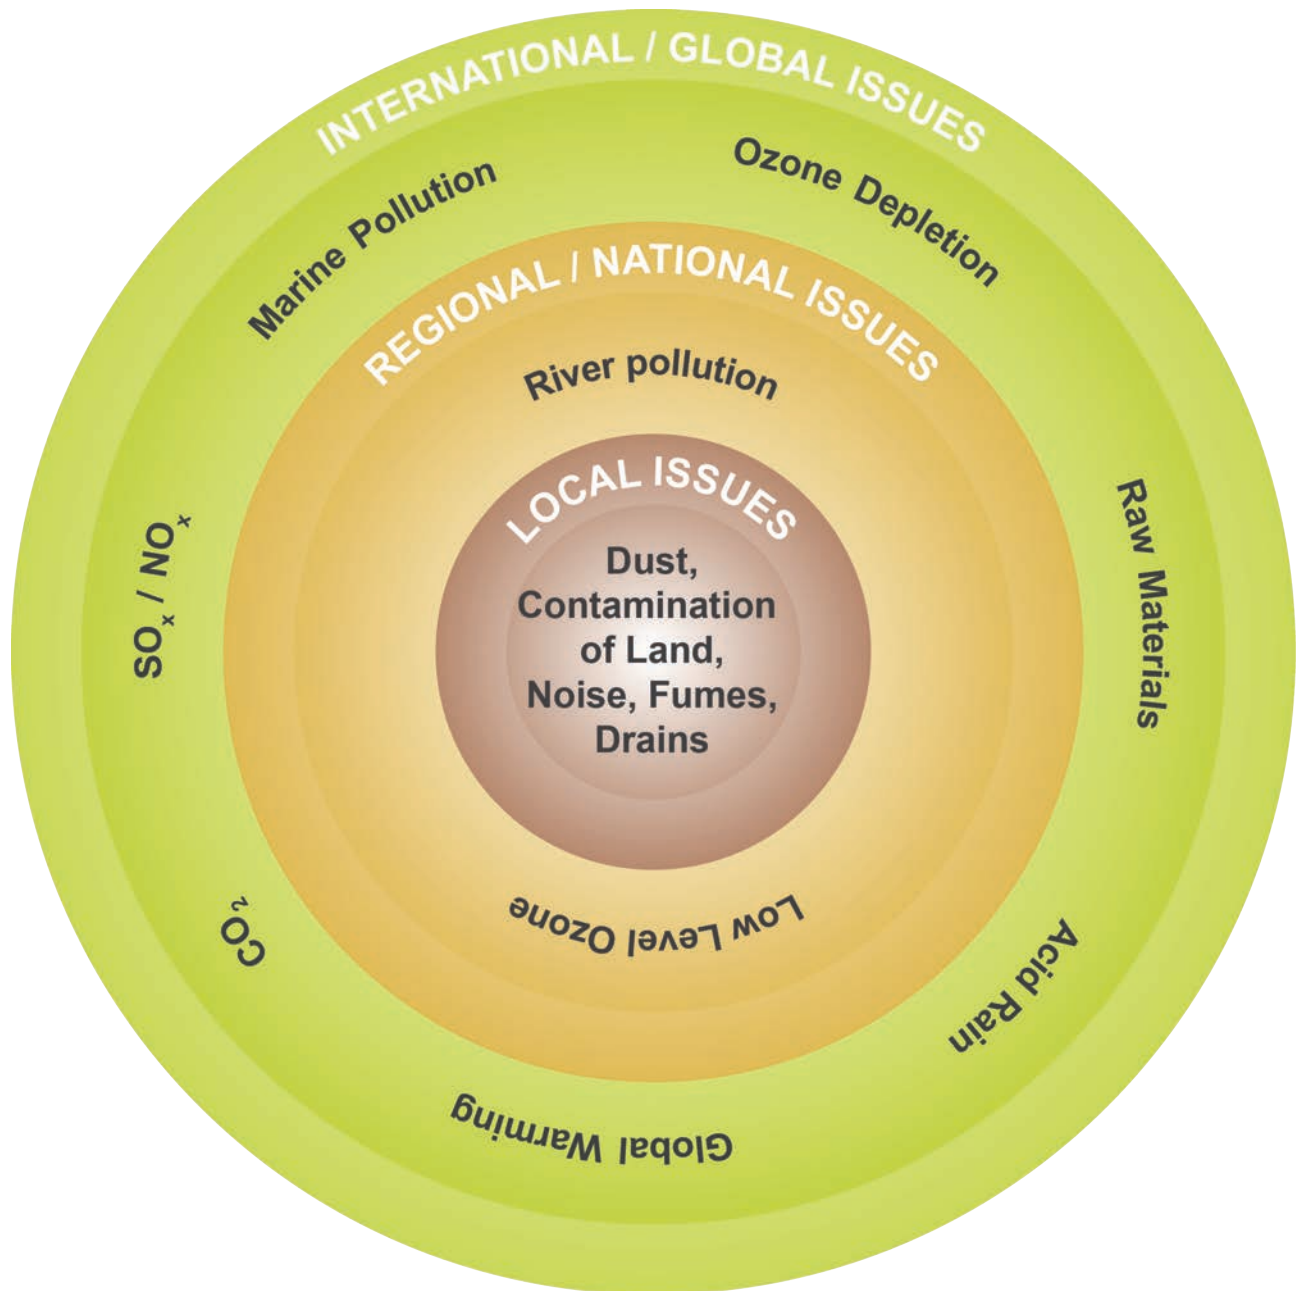 INTERNATIONAL / GLOBAL ISSUES
Marine Pollution
Ozone Depletion
Raw Materials
Acid Rain
Global Warming
CO₂
SOₓ / NOₓ
REGIONAL / NATIONAL ISSUES
River pollution
Low Level Ozone
LOCAL ISSUES
Dust,
Contamination
of Land,
Noise, Fumes,
Drains